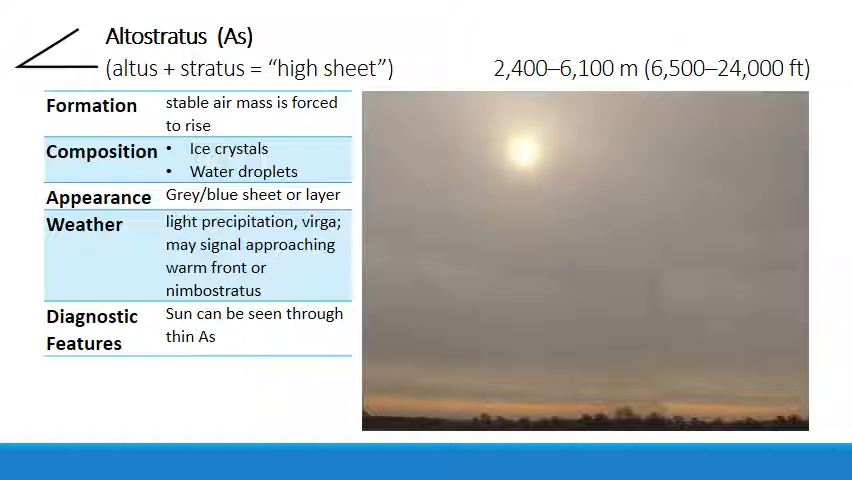 Altostratus (As)
(altus + stratus = “high sheet”)
2,400–6,100 m (6,500–24,000 ft)
Formation
stable air mass is forced
to rise
Composition
• Ice crystals
• Water droplets
Appearance
Grey/blue sheet or layer
Weather
light precipitation, virga;
may signal approaching
warm front or
nimbostratus
Diagnostic
Features
Sun can be seen through
thin As